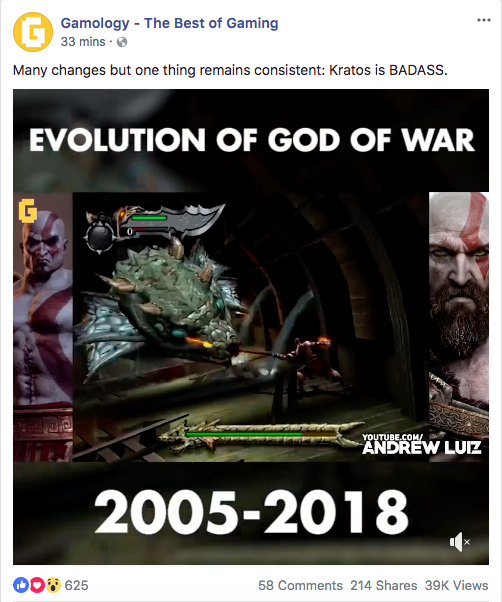 Gamology - The Best of Gaming
33 mins ·
Many changes but one thing remains consistent: Kratos is BADASS.
EVOLUTION OF GOD OF WAR
G
0
YOUTUBE.COM/
ANDREW LUIZ
2005-2018
625 58 Comments 214 Shares 39K Views